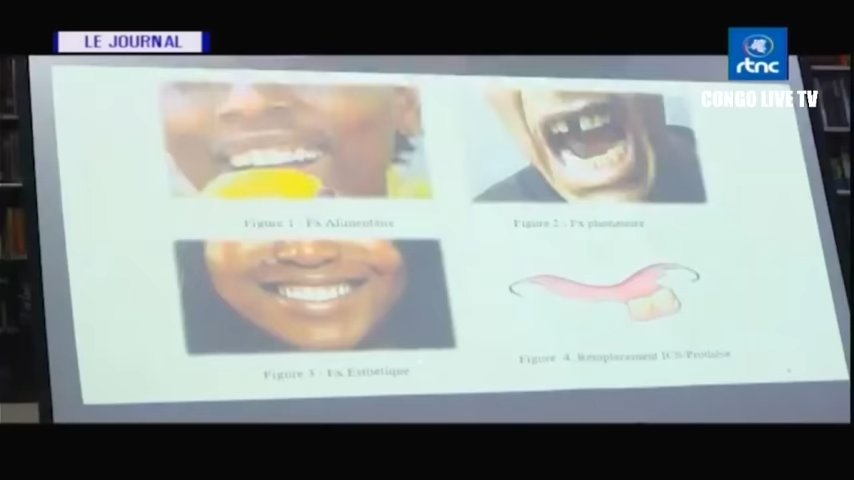 LE JOURNAL
rtnc
CONGO LIVE TV
Figure 1 : Fx Alimentaire
Figure 2 : Fx phonatoire
Figure 3 : Fx Esthétique
Figure 4. Remplacement ICS/Prothèse